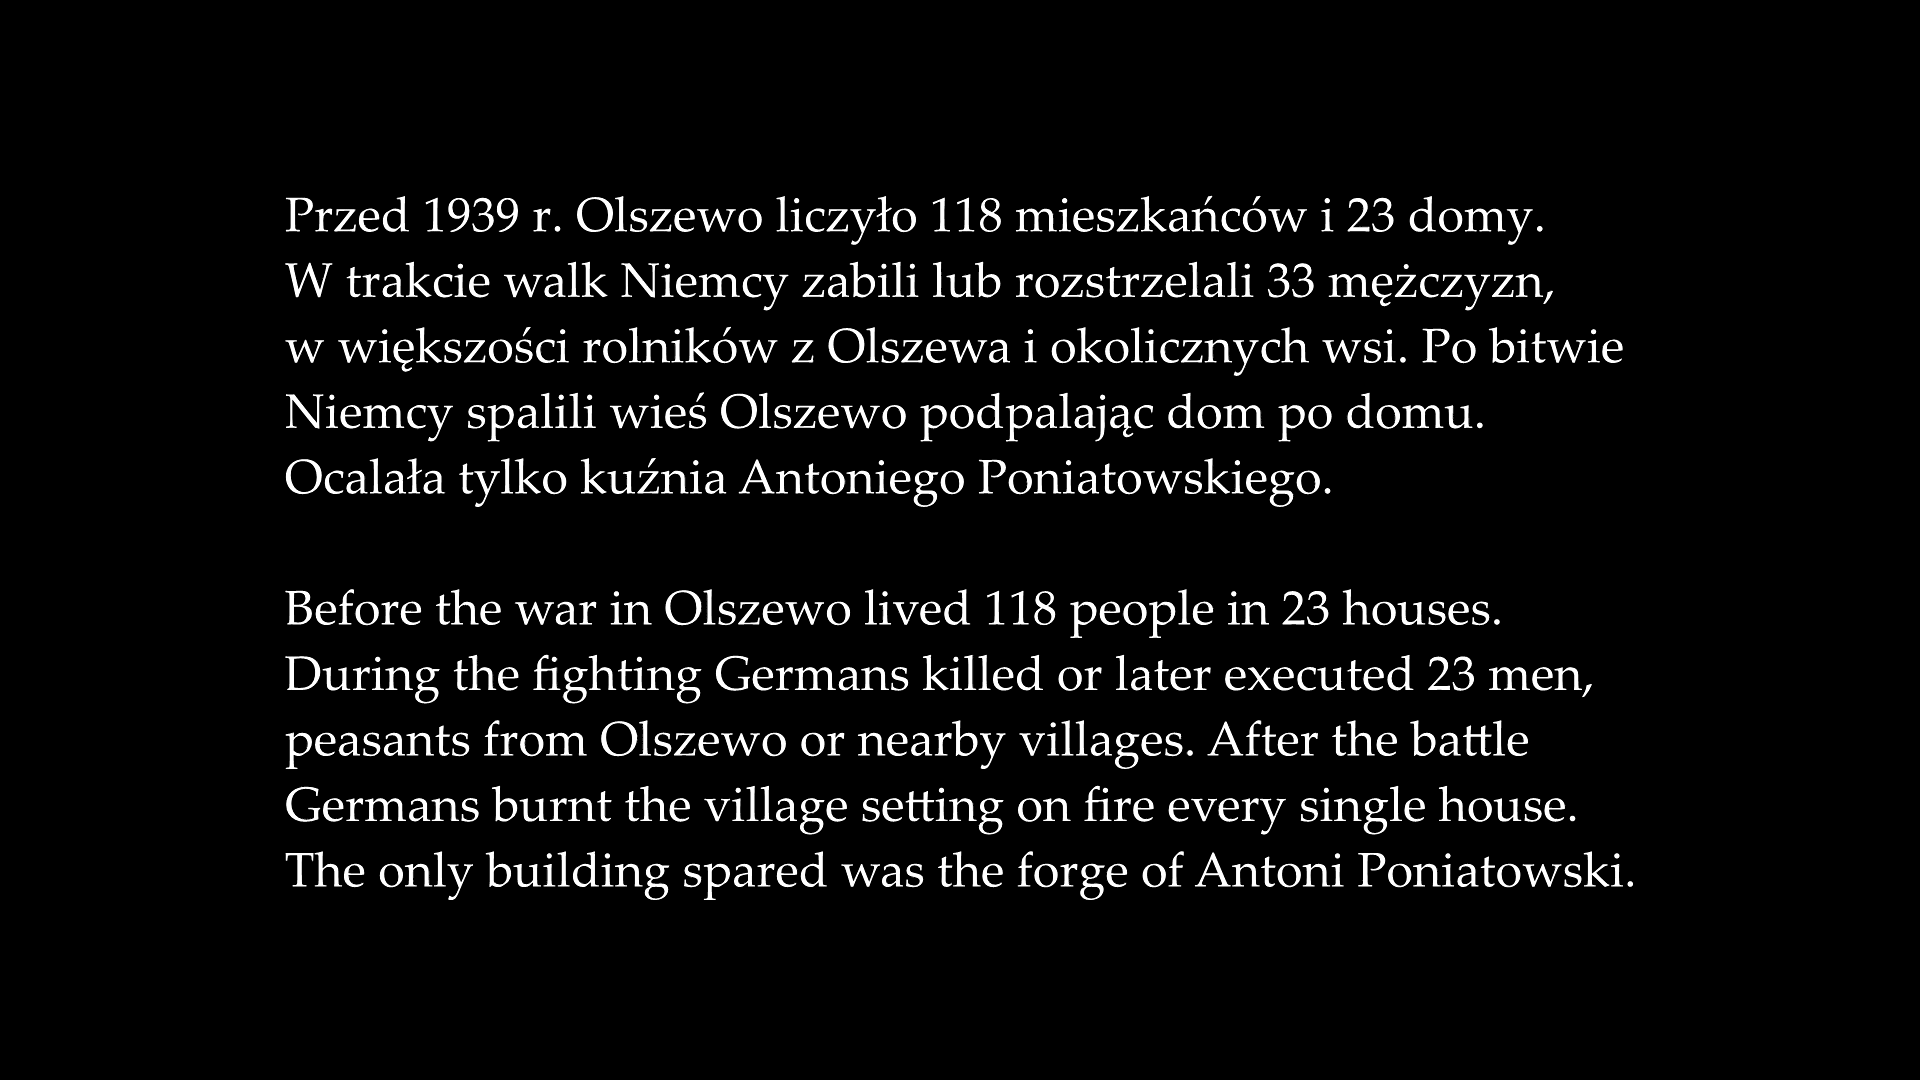 Przed 1939 r. Olszewo liczyło 118 mieszkańców i 23 domy.
W trakcie walk Niemcy zabili lub rozstrzelali 33 mężczyzn,
w większości rolników z Olszewa i okolicznych wsi. Po bitwie
Niemcy spalili wieś Olszewo podpalając dom po domu.
Ocalała tylko kuźnia Antoniego Poniatowskiego.
Before the war in Olszewo lived 118 people in 23 houses.
During the fighting Germans killed or later executed 23 men,
peasants from Olszewo or nearby villages. After the battle
Germans burnt the village setting on fire every single house.
The only building spared was the forge of Antoni Poniatowski.